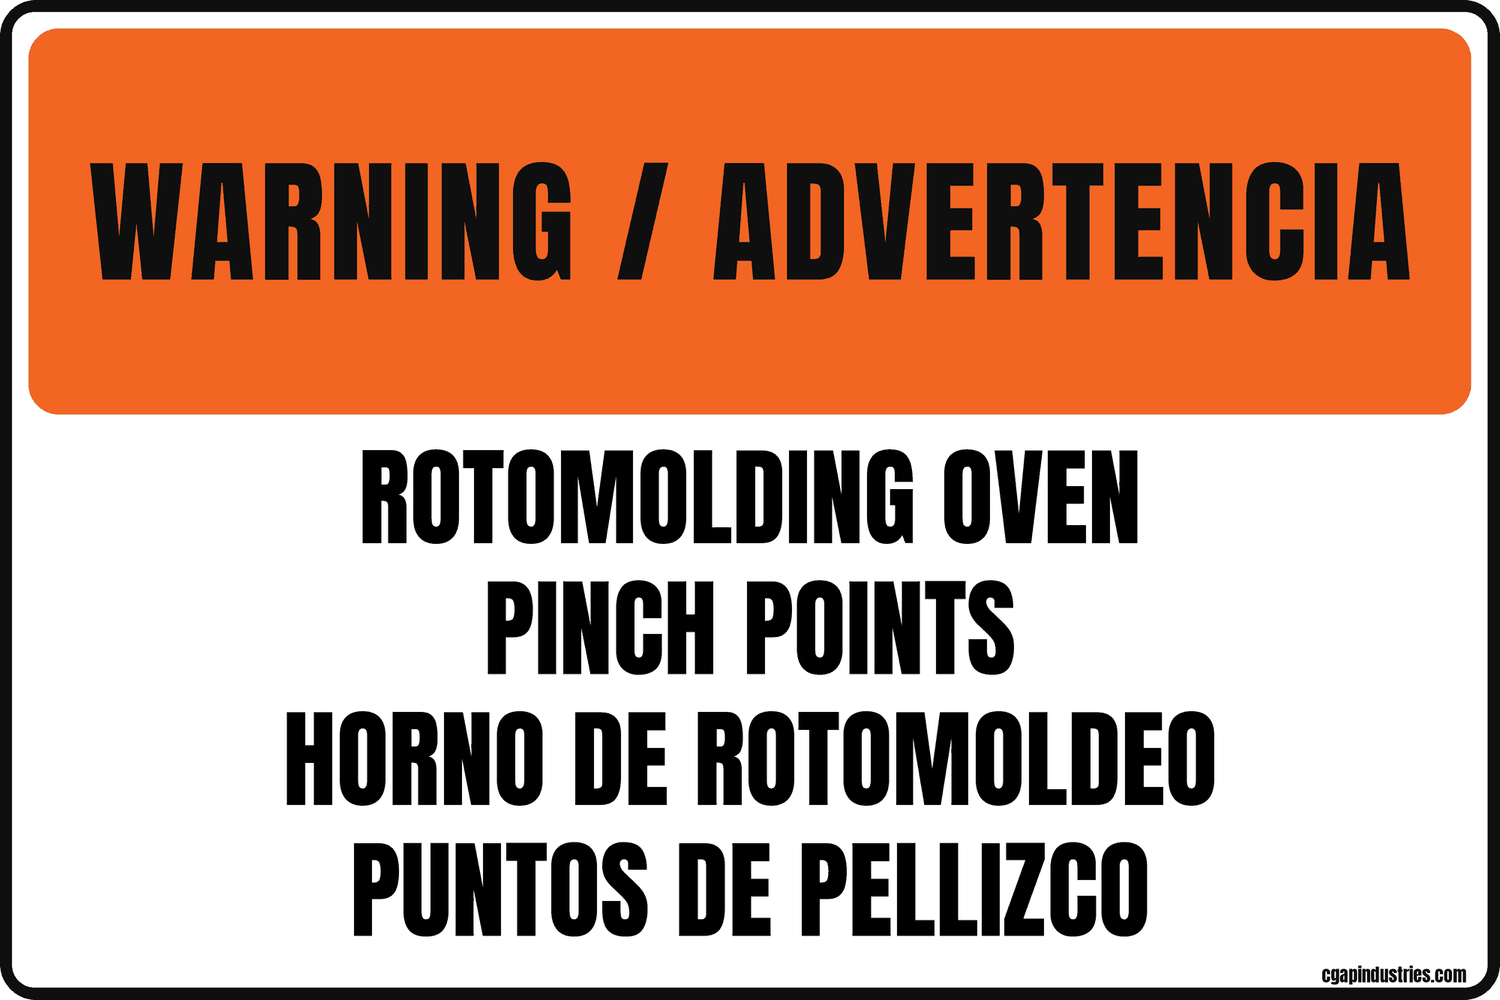 WARNING / ADVERTENCIA
ROTOMOLDING OVEN
PINCH POINTS
HORNO DE ROTOMOLDEO
PUNTOS DE PELLIZCO
cgapindustries.com